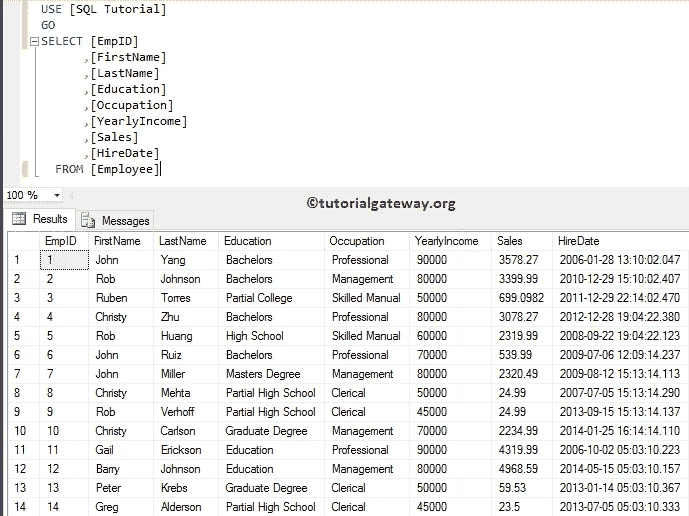 USE [SQL Tutorial]
GO
SELECT [EmpID]
,[FirstName]
,[LastName]
,[Education]
,[Occupation]
,[YearlyIncome]
,[Sales]
,[HireDate]
FROM [Employee]
100 %
©tutorialgateway.org
Results Messages
EmpID FirstName LastName Education Occupation YearlyIncome Sales HireDate
1 1 John Yang Bachelors Professional 90000 3578.27 2006-01-28 13:10:02.047
2 2 Rob Johnson Bachelors Management 80000 3399.99 2010-12-29 15:10:02.407
3 3 Ruben Torres Partial College Skilled Manual 50000 699.0982 2011-12-29 22:14:02.470
4 4 Christy Zhu Bachelors Professional 80000 3078.27 2012-12-28 19:04:22.380
5 5 Rob Huang High School Skilled Manual 60000 2319.99 2008-09-22 19:04:22.123
6 6 John Ruiz Bachelors Professional 70000 539.99 2009-07-06 12:09:14.237
7 7 John Miller Masters Degree Management 80000 2320.49 2009-08-12 15:13:14.113
8 8 Christy Mehta Partial High School Clerical 50000 24.99 2007-07-05 15:13:14.290
9 9 Rob Verhoff Partial High School Clerical 45000 24.99 2013-09-15 15:13:14.137
10 10 Christy Carlson Graduate Degree Management 70000 2234.99 2014-01-25 16:14:14.110
11 11 Gail Erickson Education Professional 90000 4319.99 2006-10-02 05:03:10.223
12 12 Barry Johnson Education Management 80000 4968.59 2014-05-15 05:03:10.157
13 13 Peter Krebs Graduate Degree Clerical 50000 59.53 2013-01-14 05:03:10.367
14 14 Greg Alderson Partial High School Clerical 45000 23.5 2013-07-05 05:03:10.333